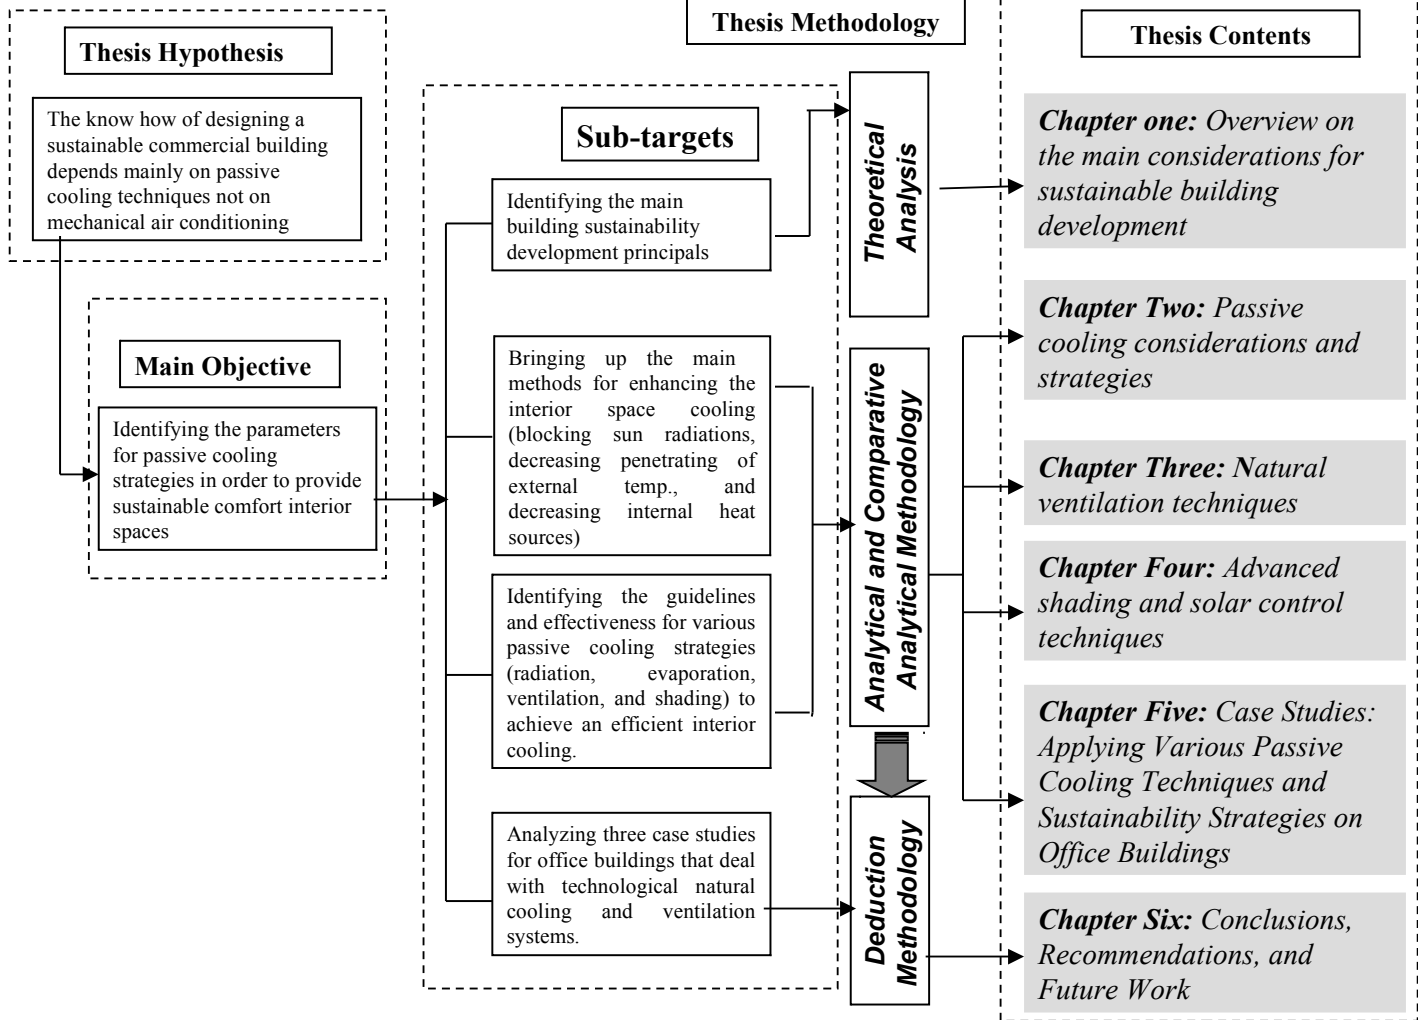 Thesis Hypothesis
The know how of designing a
sustainable commercial building
depends mainly on passive
cooling techniques not on
mechanical air conditioning
Main Objective
Identifying the parameters
for passive cooling
strategies in order to provide
sustainable comfort interior
spaces
Sub-targets
Identifying the main
building sustainability
development principals
Bringing up the main
methods for enhancing the
interior space cooling
(blocking sun radiations,
decreasing penetrating of
external temp., and
decreasing internal heat
sources)
Identifying the guidelines
and effectiveness for various
passive cooling strategies
(radiation, evaporation,
ventilation, and shading) to
achieve an efficient interior
cooling.
Analyzing three case studies
for office buildings that deal
with technological natural
cooling and ventilation
systems.
Thesis Methodology
Theoretical
Analysis
Analytical and Comparative
Analytical Methodology
Deduction
Methodology
Thesis Contents
Chapter one: Overview on
the main considerations for
sustainable building
development
Chapter Two: Passive
cooling considerations and
strategies
Chapter Three: Natural
ventilation techniques
Chapter Four: Advanced
shading and solar control
techniques
Chapter Five: Case Studies:
Applying Various Passive
Cooling Techniques and
Sustainability Strategies on
Office Buildings
Chapter Six: Conclusions,
Recommendations, and
Future Work